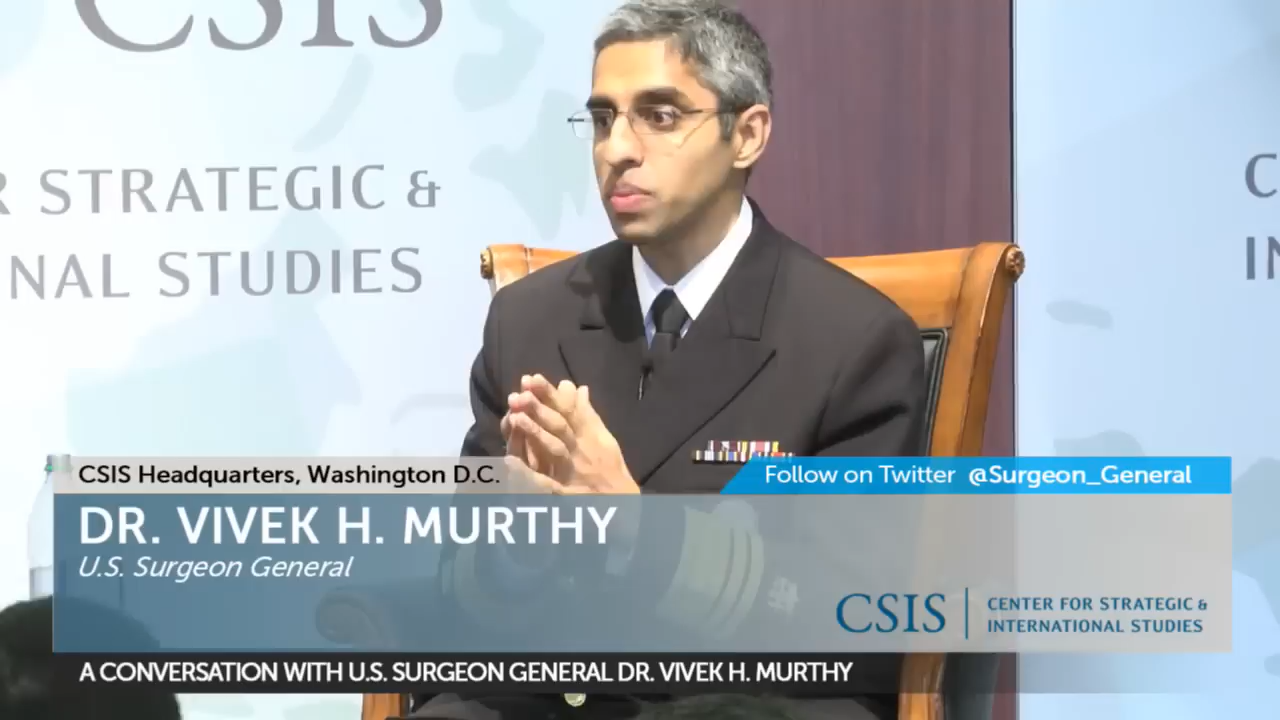 CSIS
R STRATEGIC &
NAL STUDIES
C
IN
CSIS Headquarters, Washington D.C.
Follow on Twitter @Surgeon_General
DR. VIVEK H. MURTHY
U.S. Surgeon General
CSIS
CENTER FOR STRATEGIC &
INTERNATIONAL STUDIES
A CONVERSATION WITH U.S. SURGEON GENERAL DR. VIVEK H. MURTHY